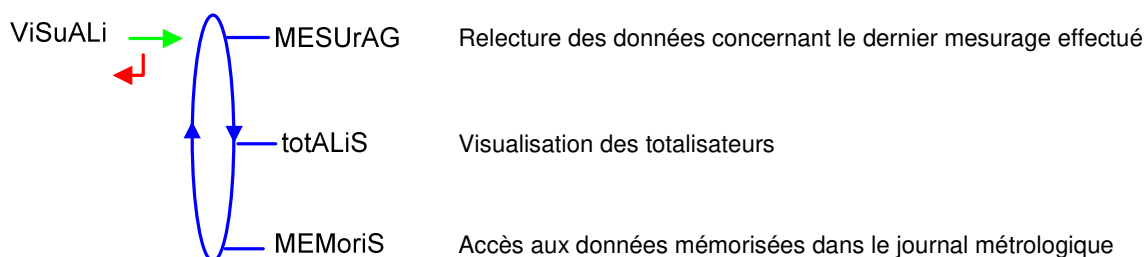 ViSuALi
MESUrAG Relecture des données concernant le dernier mesurage effectué
totALiS Visualisation des totalisateurs
MEMoriS Accès aux données mémorisées dans le journal métrologique